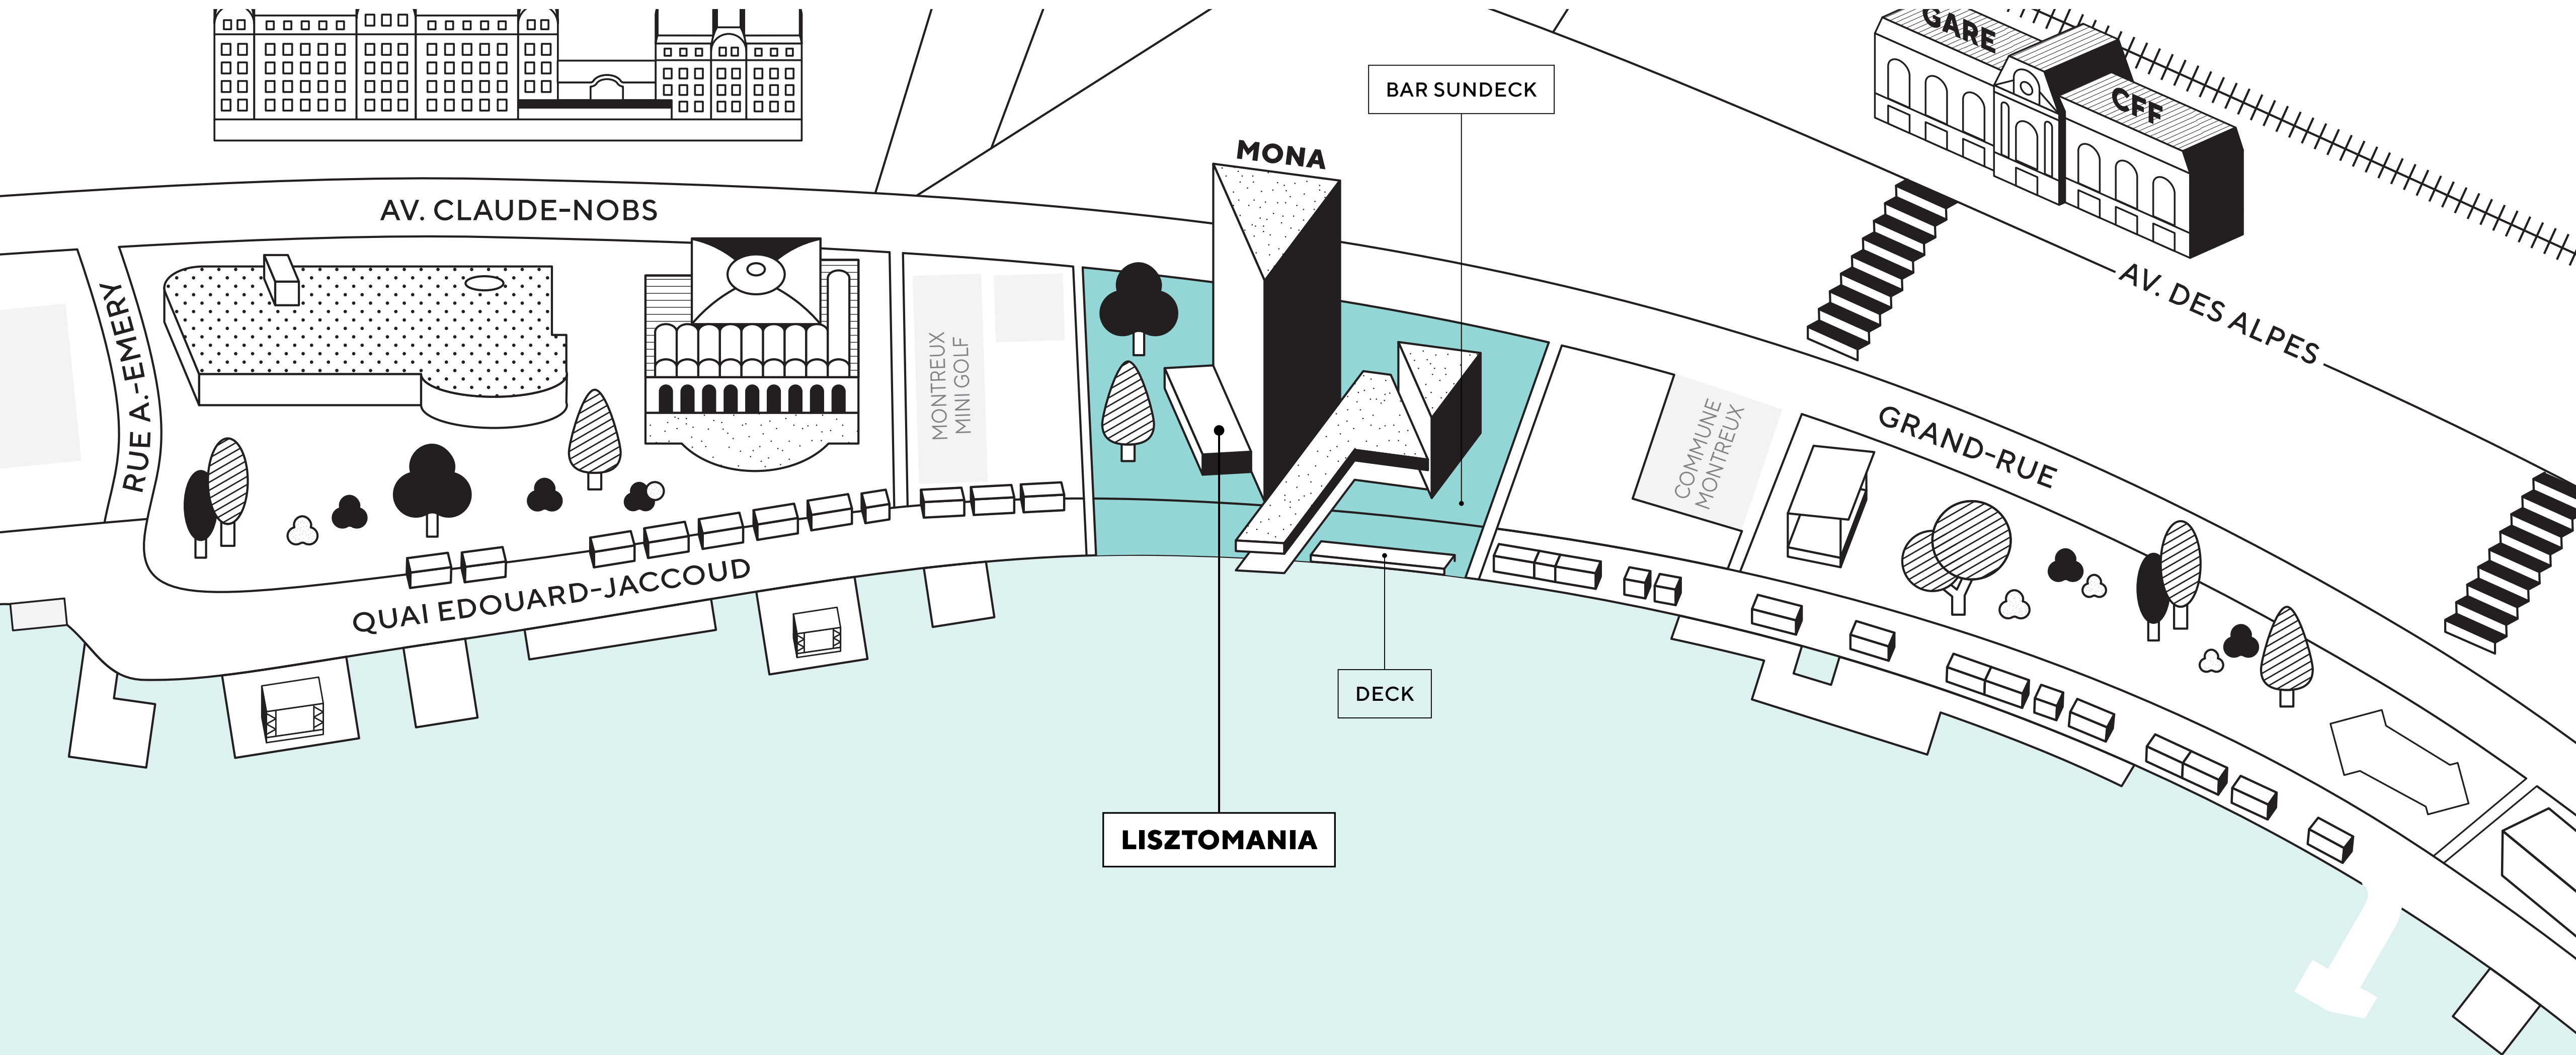 GARE
CFF
BAR SUNDECK
MONA
AV. CLAUDE-NOBS
AV. DES ALPES
RUE A.-EMERY
MONTREUX
MINI GOLF
COMMUNE
MONTREUX
GRAND-RUE
QUAI EDOUARD-JACCOUD
DECK
LISZTOMANIA